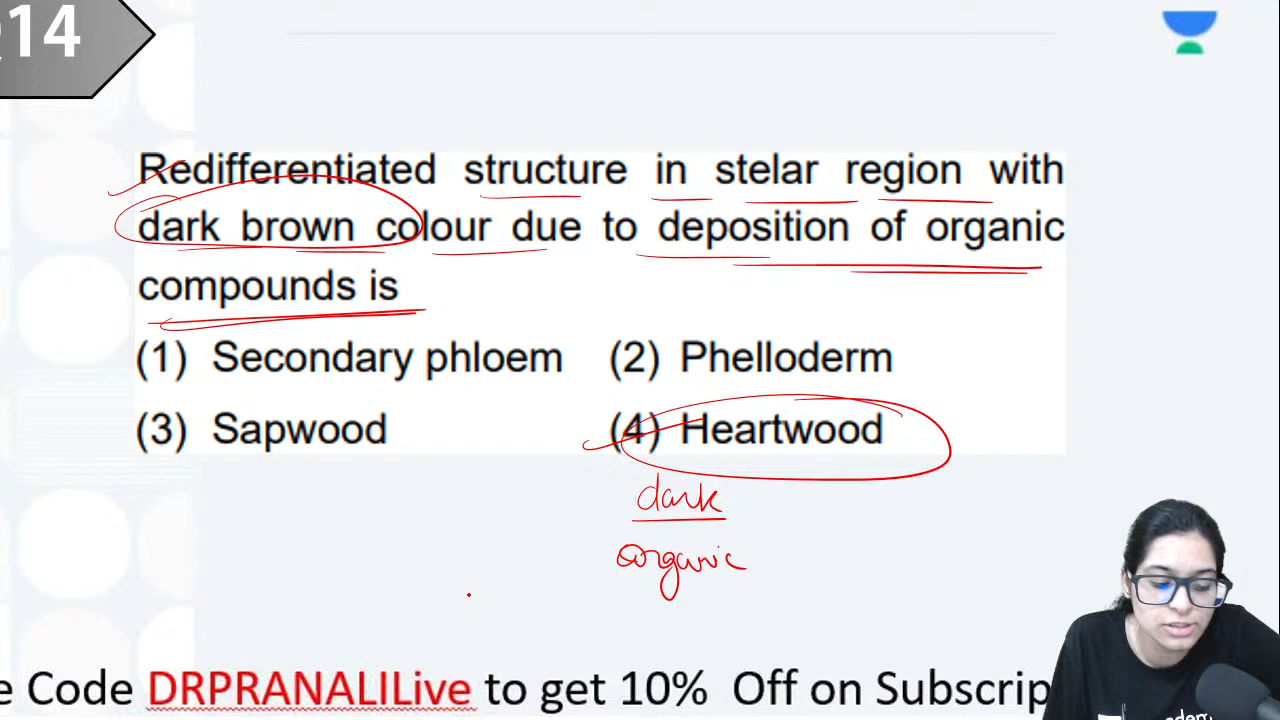 14
Redifferentiated structure in stelar region with
dark brown colour due to deposition of organic
compounds is
(1) Secondary phloem (2) Phelloderm
(3) Sapwood (4) Heartwood
dark
organic
e Code DRPRANALILive to get 10% Off on Subscrip